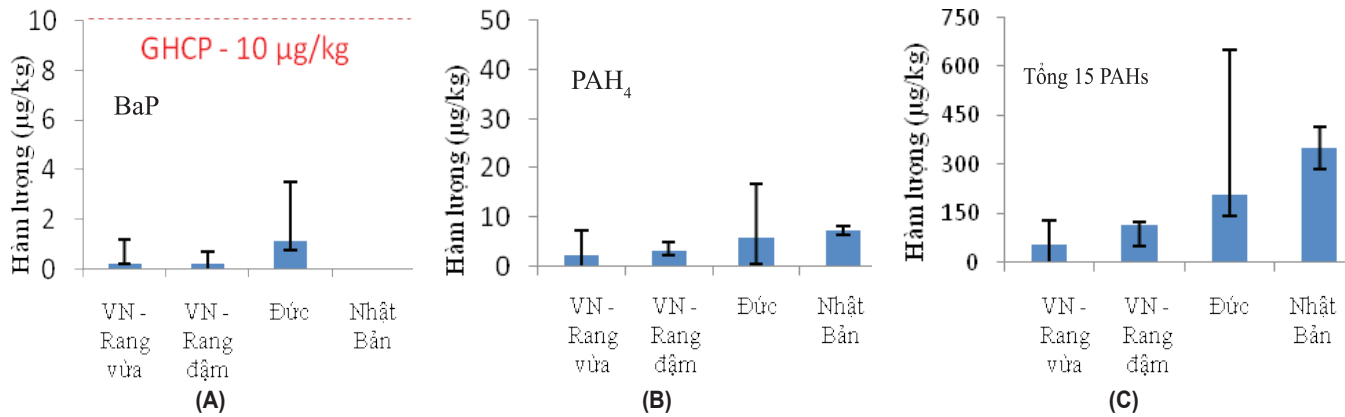 Hàm lượng (µg/kg)
10
8
6
4
2
0
GHCP - 10 µg/kg
BaP
VN -
Rang
vừa
VN -
Rang
đậm
Đức
Nhật
Bản
(A)
Hàm lượng (µg/kg)
50
40
30
20
10
0
PAH₄
VN -
Rang
vừa
VN -
Rang
đậm
Đức
Nhật
Bản
(B)
Hàm lượng (µg/kg)
750
600
450
300
150
0
Tổng 15 PAHs
VN -
Rang
vừa
VN -
Rang
đậm
Đức
Nhật
Bản
(C)